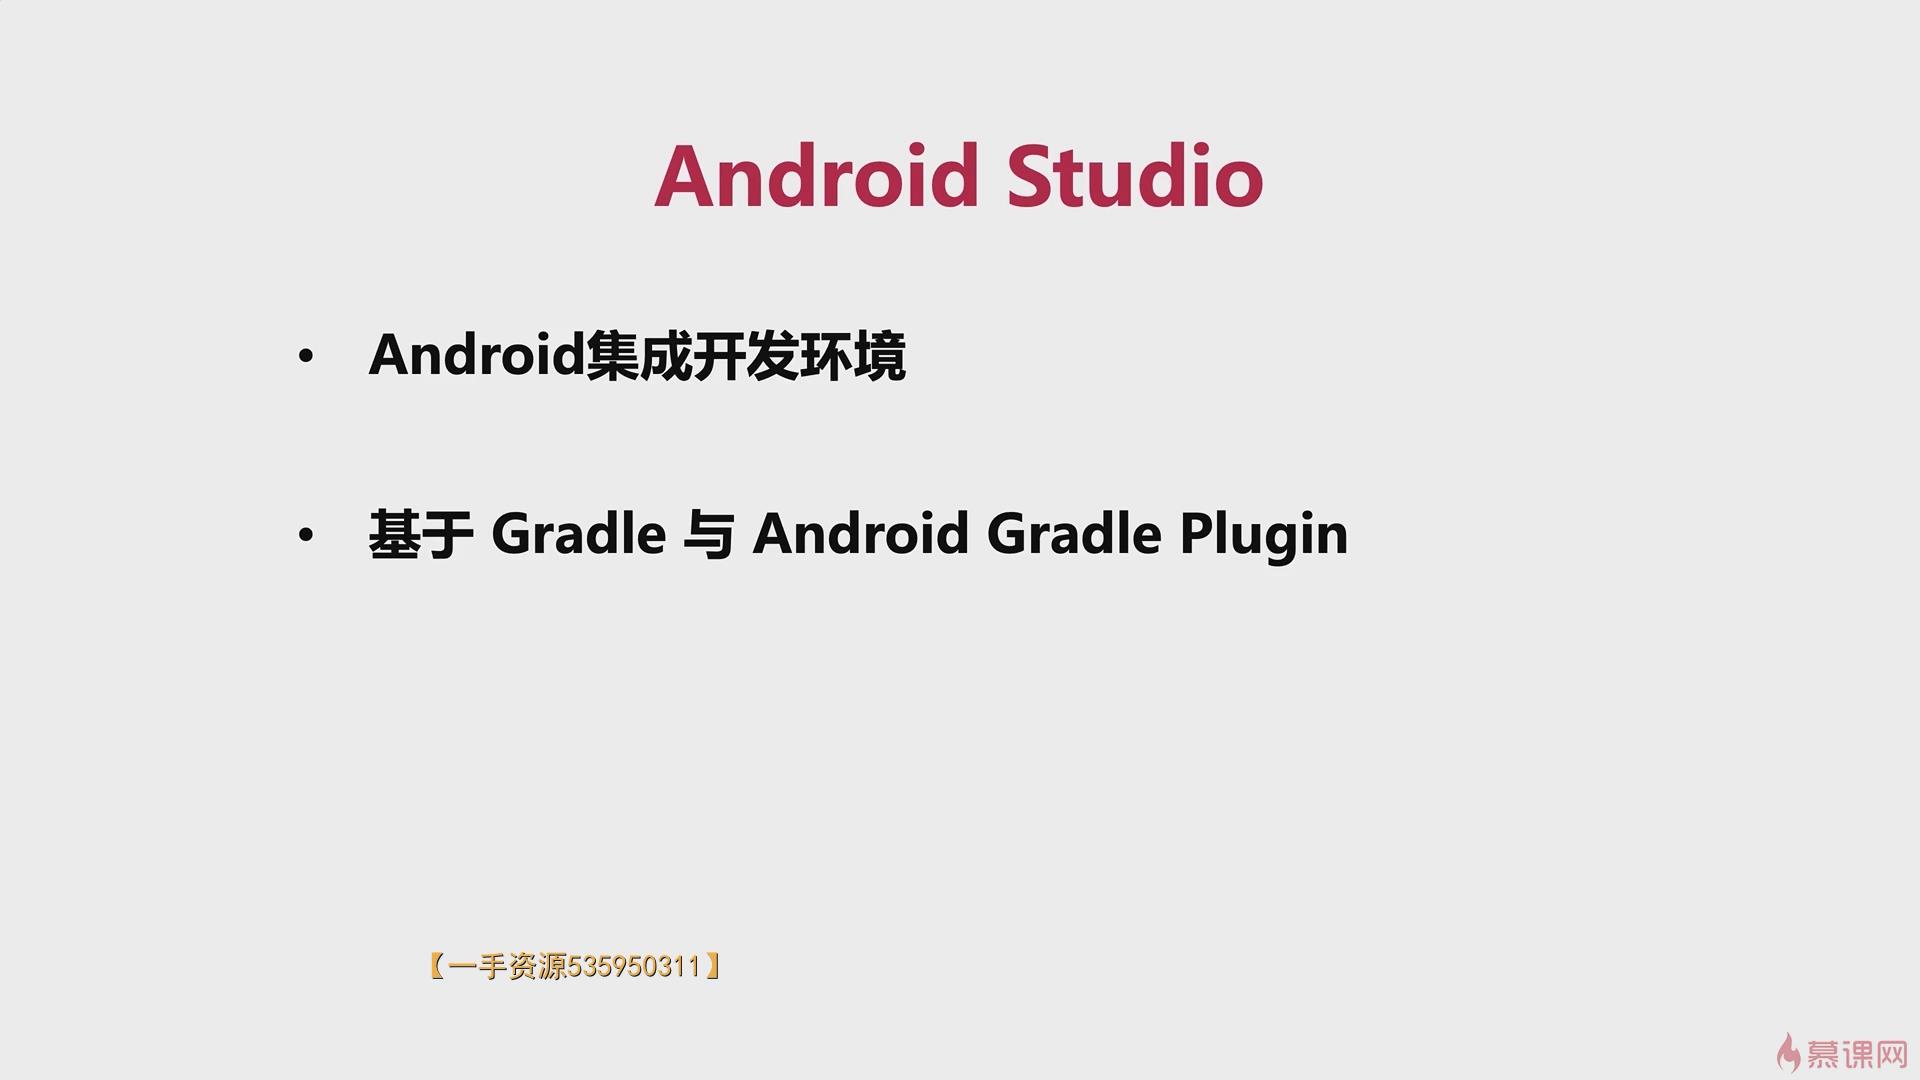 Android Studio
• Android集成开发环境
• 基于 Gradle 与 Android Gradle Plugin
【一手资源535950311】
慕课网